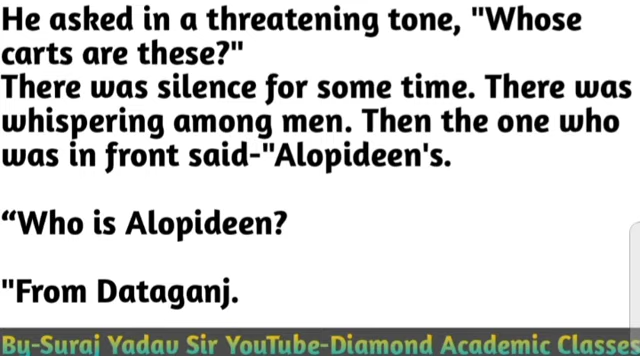 He asked in a threatening tone, "Whose
carts are these?"
There was silence for some time. There was
whispering among men. Then the one who
was in front said-"Alopideen's.
“Who is Alopideen?
"From Dataganj.
By-Suraj Yadav Sir YouTube-Diamond Academic Classes